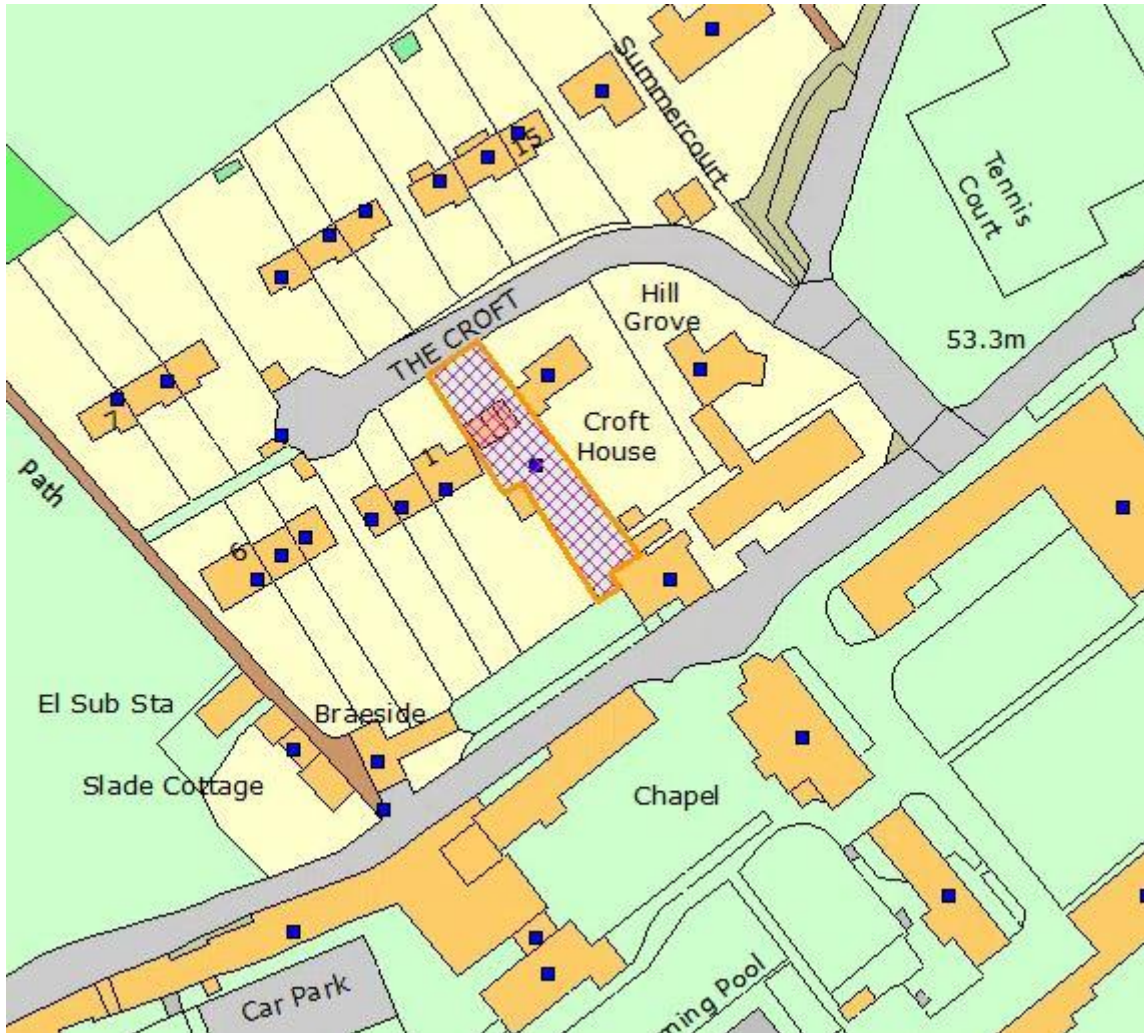 Summercourt
15
Tennis
Court
Hill
Grove
53.3m
THE CROFT
7
Croft
House
1
path
6
El Sub Sta
Braeside
Slade Cottage
Chapel
Car Park
ming Pool